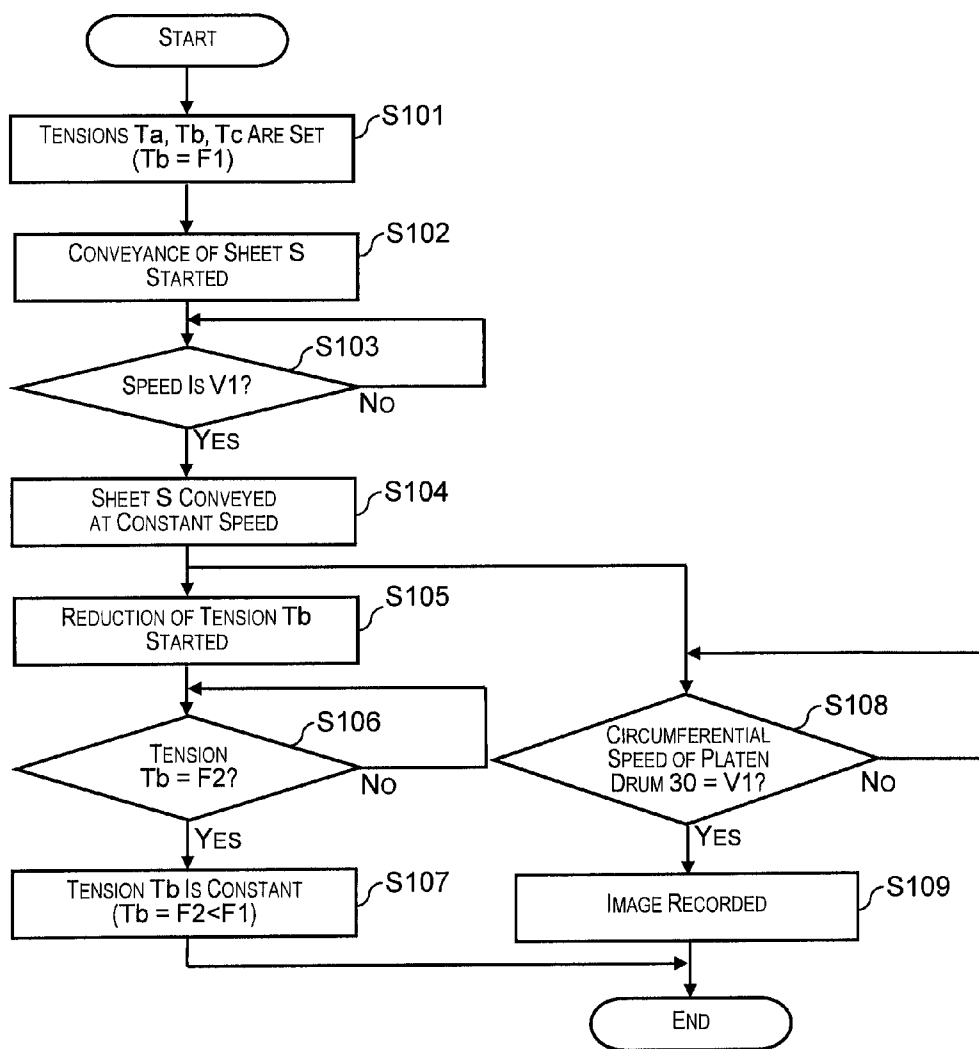 START
S101
TENSIONS Ta, Tb, Tc ARE SET
(Tb = F1)
S102
CONVEYANCE OF SHEET S
STARTED
S103
SPEED IS V1?
NO
YES
S104
SHEET S CONVEYED
AT CONSTANT SPEED
S105
REDUCTION OF TENSION Tb
STARTED
S106
TENSION
Tb = F2?
NO
YES
S107
TENSION Tb IS CONSTANT
(Tb = F2<F1)
S108
CIRCUMFERENTIAL
SPEED OF PLATEN
DRUM 30 = V1?
NO
YES
S109
IMAGE RECORDED
END